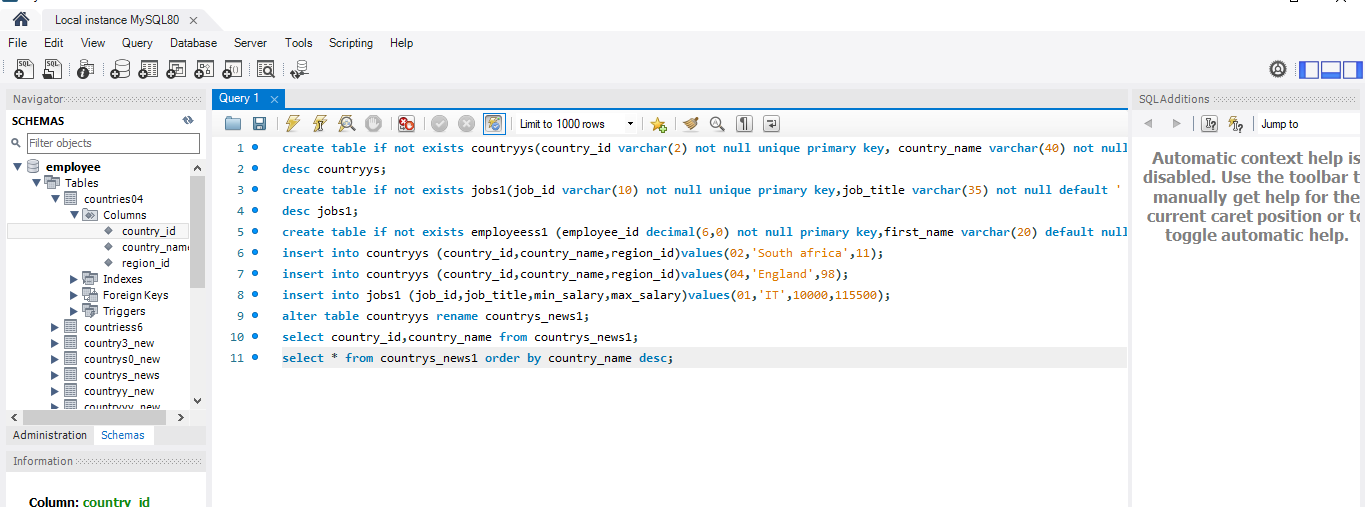 Local instance MySQL80
File Edit View Query Database Server Tools Scripting Help
Navigator
SCHEMAS
Filter objects
employee
Tables
countries04
Columns
country_id
country_name
region_id
Indexes
Foreign Keys
Triggers
countriess6
country3_new
countrys0_new
countrys_news
countryy_new
countryyy_new
Administration Schemas
Information
Column: country_id
Query 1
Limit to 1000 rows
1 create table if not exists countryys(country_id varchar(2) not null unique primary key, country_name varchar(40) not null
2 desc countryys;
3 create table if not exists jobs1(job_id varchar(10) not null unique primary key,job_title varchar(35) not null default '
4 desc jobs1;
5 create table if not exists employeess1 (employee_id decimal(6,0) not null primary key,first_name varchar(20) default null
6 insert into countryys (country_id,country_name,region_id)values(02,'South africa',11);
7 insert into countryys (country_id,country_name,region_id)values(04,'England',98);
8 insert into jobs1 (job_id,job_title,min_salary,max_salary)values(01,'IT',10000,115500);
9 alter table countryys rename countrys_news1;
10 select country_id,country_name from countrys_news1;
11 select * from countrys_news1 order by country_name desc;
SQLAdditions
Jump to
Automatic context help is
disabled. Use the toolbar t
manually get help for the
current caret position or to
toggle automatic help.